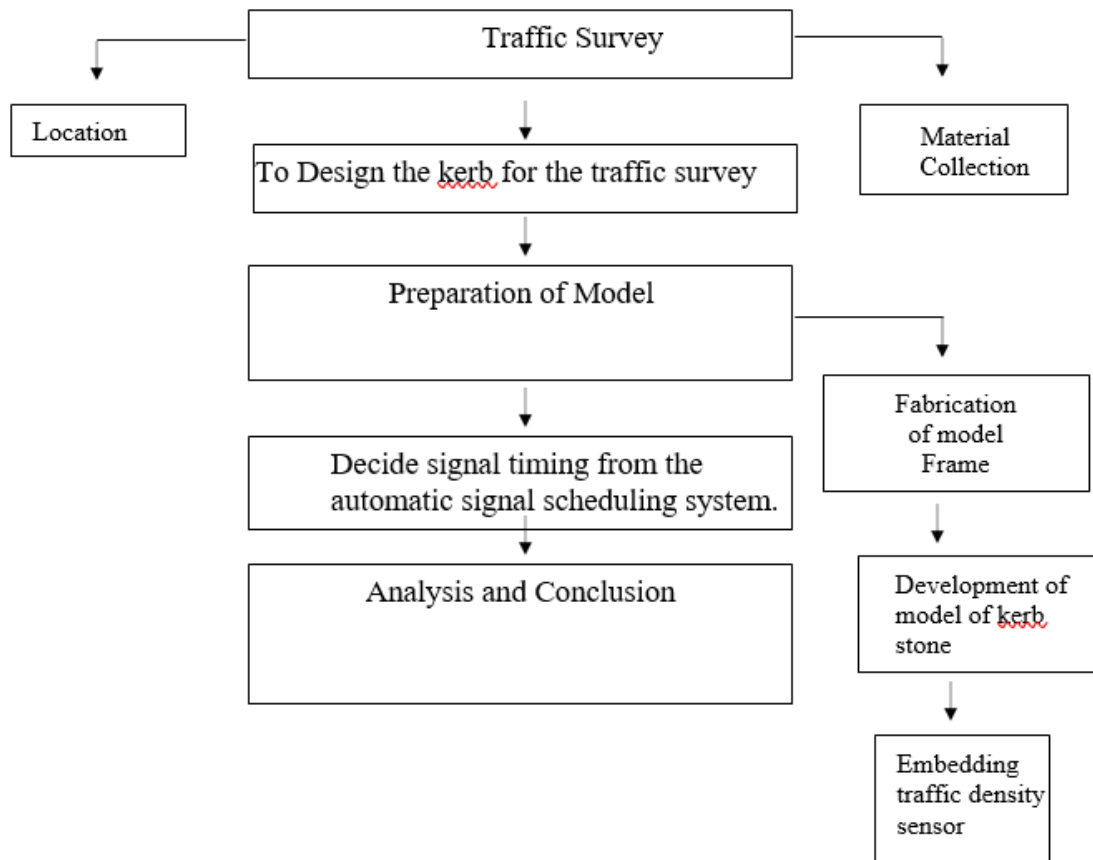 Traffic Survey
Location
Material
Collection
To Design the kerb for the traffic survey
Preparation of Model
Fabrication
of model
Frame
Decide signal timing from the
automatic signal scheduling system.
Development of
model of kerb
stone
Analysis and Conclusion
Embedding
traffic density
sensor